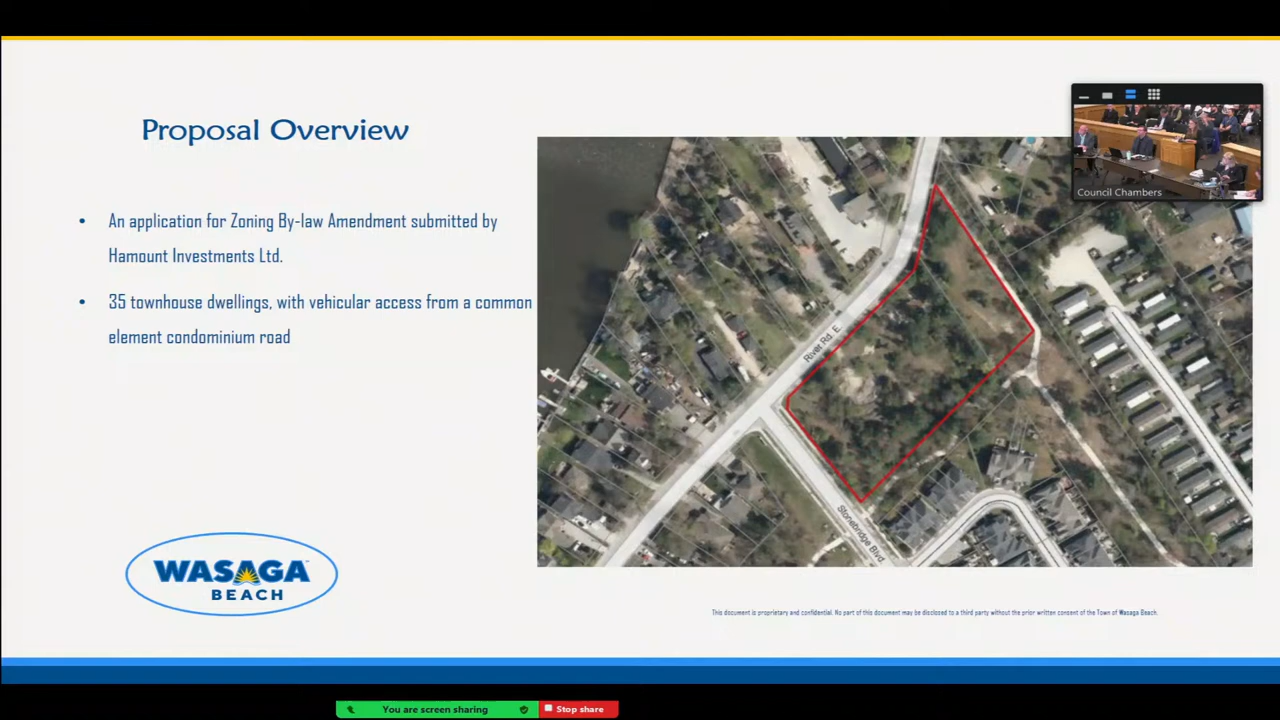 Proposal Overview
• An application for Zoning By-law Amendment submitted by
Hamount Investments Ltd.
• 35 townhouse dwellings, with vehicular access from a common
element condominium road
River Rd. E
Stonebridge Blvd
Council Chambers
WASAGA
BEACH
This document is proprietary and confidential. No part of this document may be disclosed to a third party without the prior written consent of the Town of Wasaga Beach.
You are screen sharing
Stop share